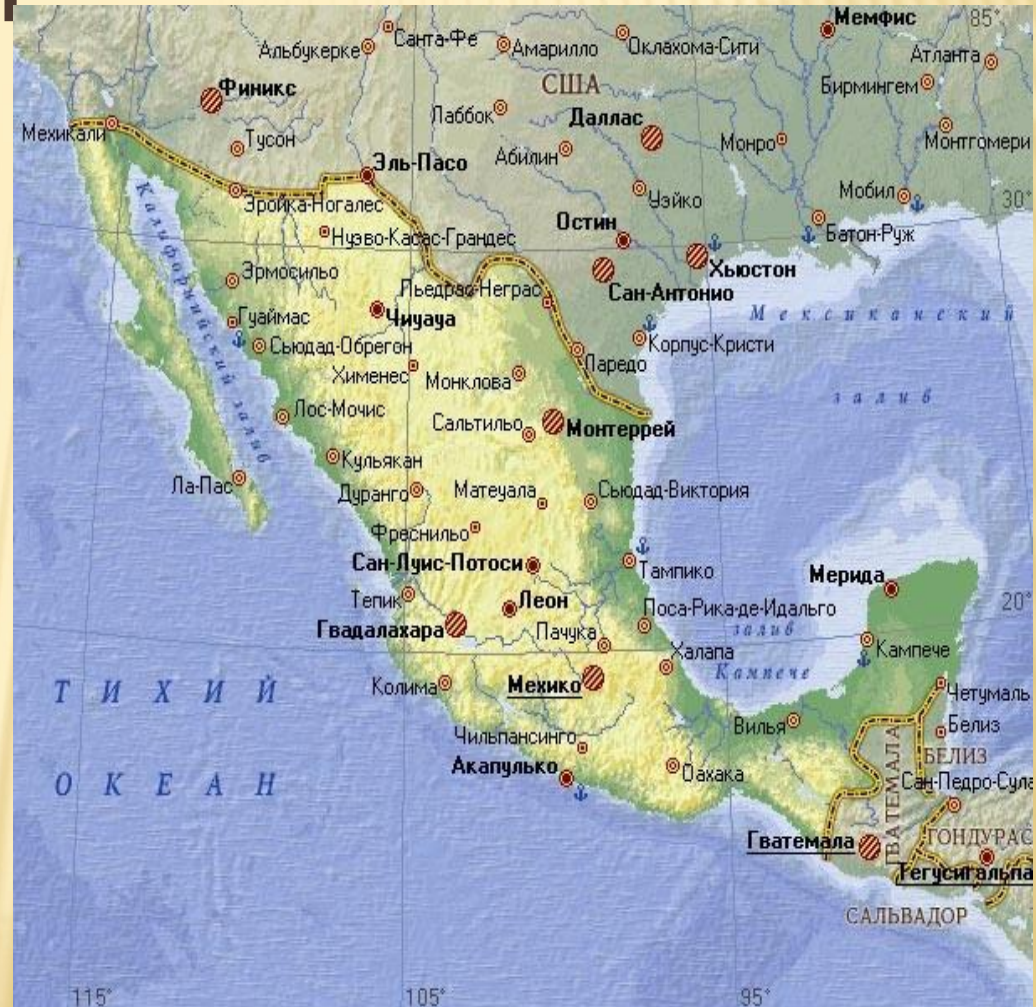 Мемфис
85°
Санта-Фе
Альбукерке
Амарилло
Оклахома-Сити
Атланта
США
Бирмингем
Финикс
Лаббок
Даллас
Мехикали
Тусон
Абилин
Монро
Монтгомери
Эль-Пасо
Уэйко
Мобил
Эройка-Ногалес
30°
Остин
Батон-Руж
Нуэво-Касас-Грандес
Хьюстон
Калифорнийский залив
Эрмосильо
Пьедрас-Неграс
Сан-Антонио
Гуаймас
Чиуауа
Мексиканский
залив
Сьюдад-Обрегон
Корпус-Кристи
Ларедо
Хименес
Монклова
Лос-Мочис
Сальтильо
Монтеррей
Кульякан
Ла-Пас
Дуранго
Матеуала
Сьюдад-Виктория
Фреснильо
Сан-Луис-Потоси
Тампико
Мерида
Тепик
Леон
Поса-Рика-де-Идальго
20°
Гвадалахара
Пачука
залив
Кампече
Кампече
Халапа
ТИХИЙ
ОКЕАН
Колима
Мехико
Четумаль
Вилья
Белиз
Чильпансинго
БЕЛИЗ
Акапулько
Оахака
ГВАТЕМАЛА
Сан-Педро-Сула
Гватемала
ГОНДУРАС
Тегусигальпа
САЛЬВАДОР
115°
105°
95°